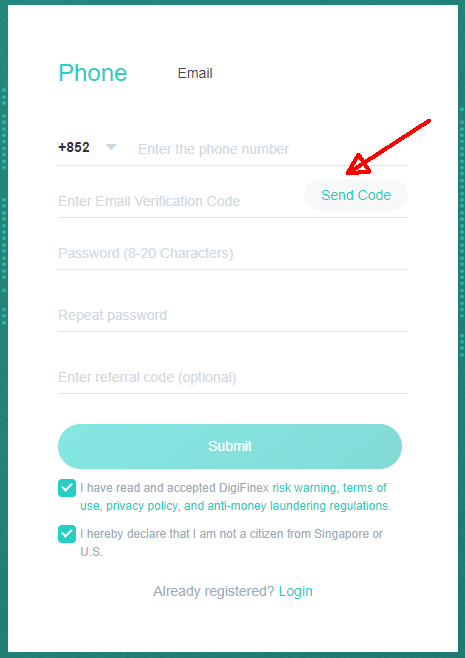 Phone Email
+852 Enter the phone number
Enter Email Verification Code Send Code
Password (8-20 Characters)
Repeat password
Enter referral code (optional)
Submit
I have read and accepted DigiFinex risk warning, terms of
use, privacy policy, and anti-money laundering regulations.
I hereby declare that I am not a citizen from Singapore or
U.S.
Already registered? Login